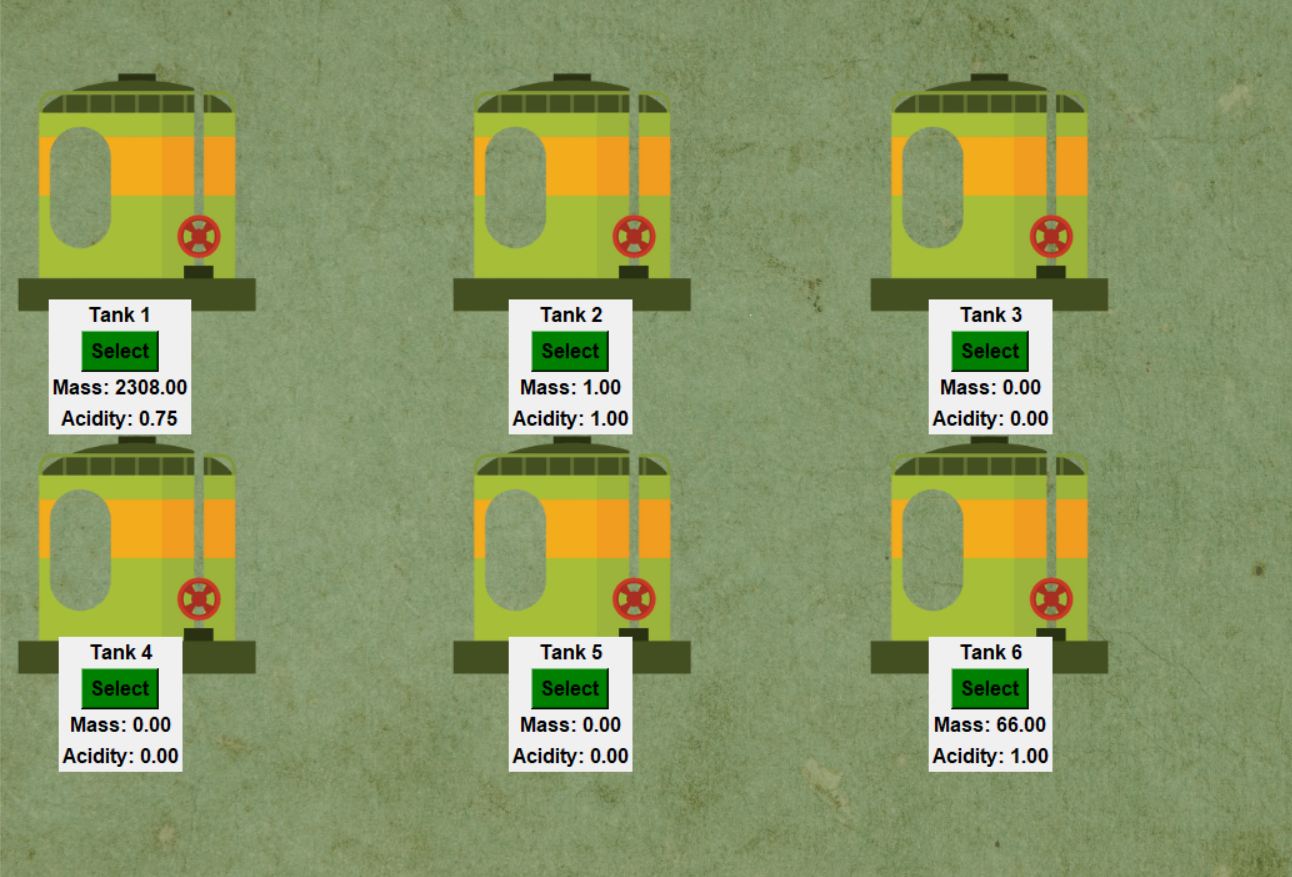 Tank 1
Select
Mass: 2308.00
Acidity: 0.75
Tank 2
Select
Mass: 1.00
Acidity: 1.00
Tank 3
Select
Mass: 0.00
Acidity: 0.00
Tank 4
Select
Mass: 0.00
Acidity: 0.00
Tank 5
Select
Mass: 0.00
Acidity: 0.00
Tank 6
Select
Mass: 66.00
Acidity: 1.00